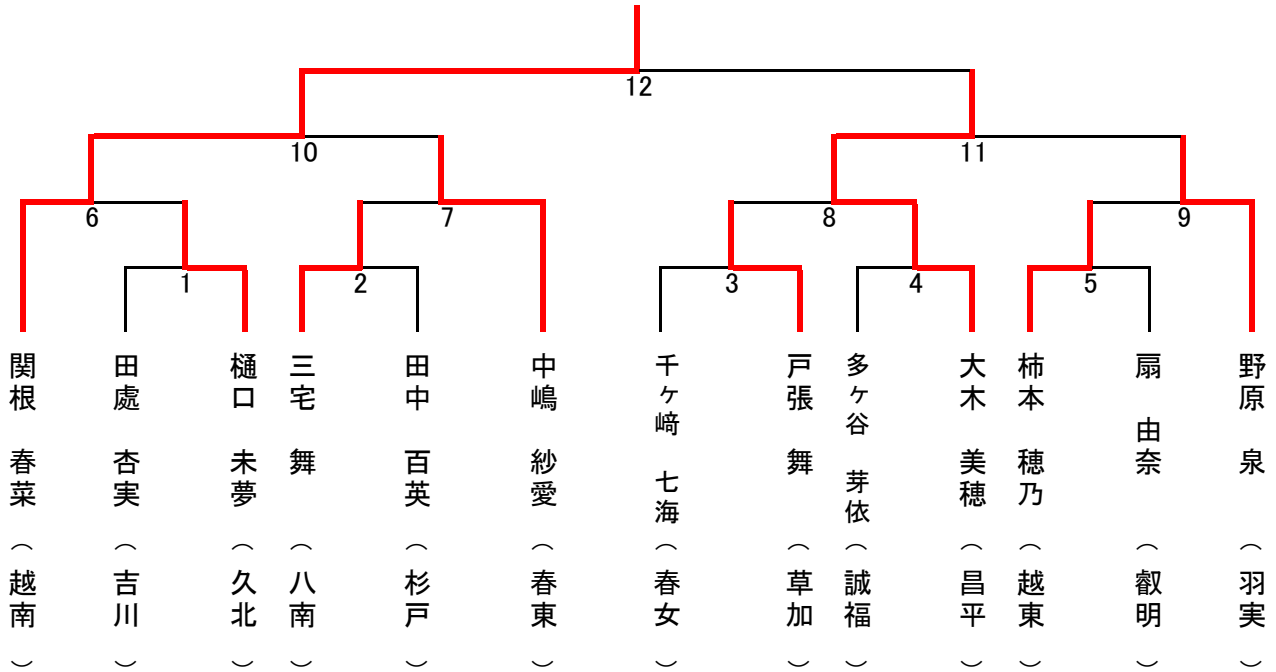 12
10
11
6
7
8
9
1
2
3
4
5
関根 春菜 （越南）
田處 杏実 （吉川）
樋口 未夢 （久北）
三宅 舞 （八南）
田中 百英 （杉戸）
中嶋 紗愛 （春東）
千ヶ﨑 七海 （春女）
戸張 舞 （草加）
多ヶ谷 芽依 （誠福）
大木 美穂 （昌平）
柿本 穂乃 （越東）
扇 由奈 （叡明）
野原 泉 （羽実）